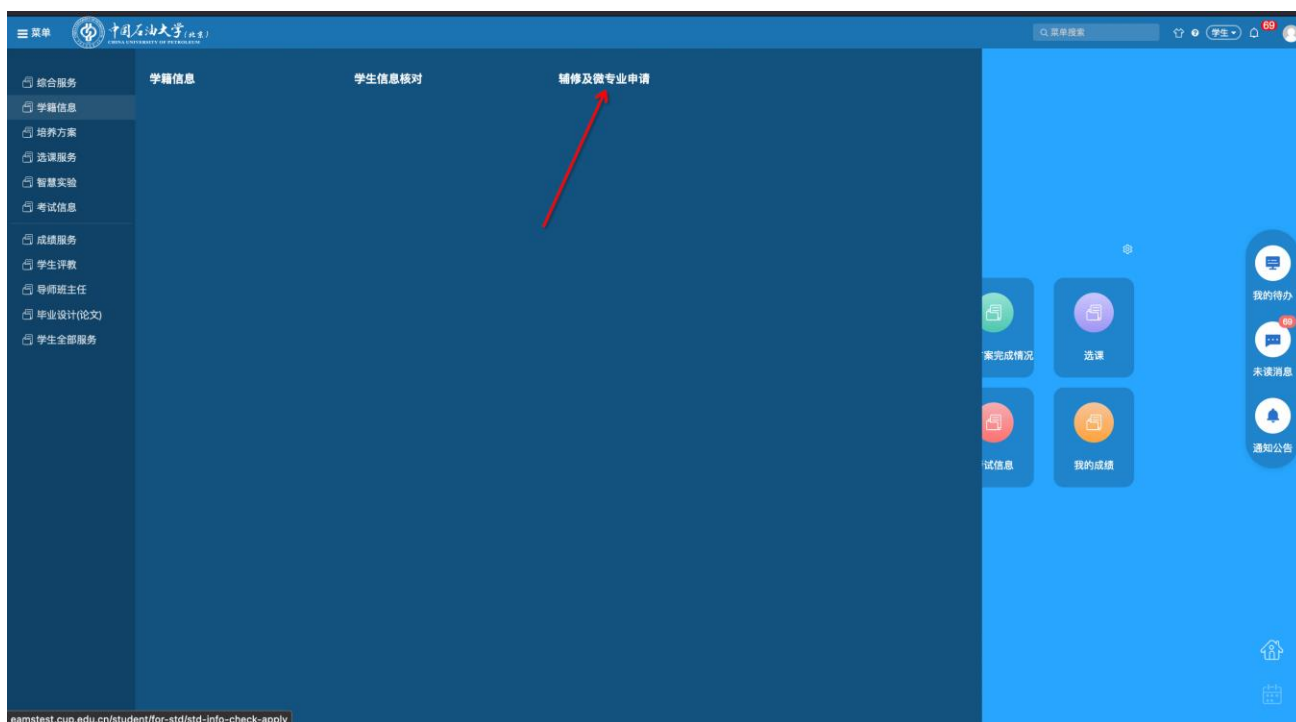 菜单
中国石油大学(北京)
CHINA UNIVERSITY OF PETROLEUM
菜单搜索
学生
69
综合服务
学籍信息
培养方案
选课服务
智慧实验
考试信息
成绩服务
学生评教
导师班主任
毕业设计(论文)
学生全部服务
学籍信息
学生信息核对
辅修及微专业申请
案完成情况
选课
试信息
我的成绩
我的待办
69
未读消息
通知公告
eamstest.cup.edu.cn/student/for-std/std-info-check-apply